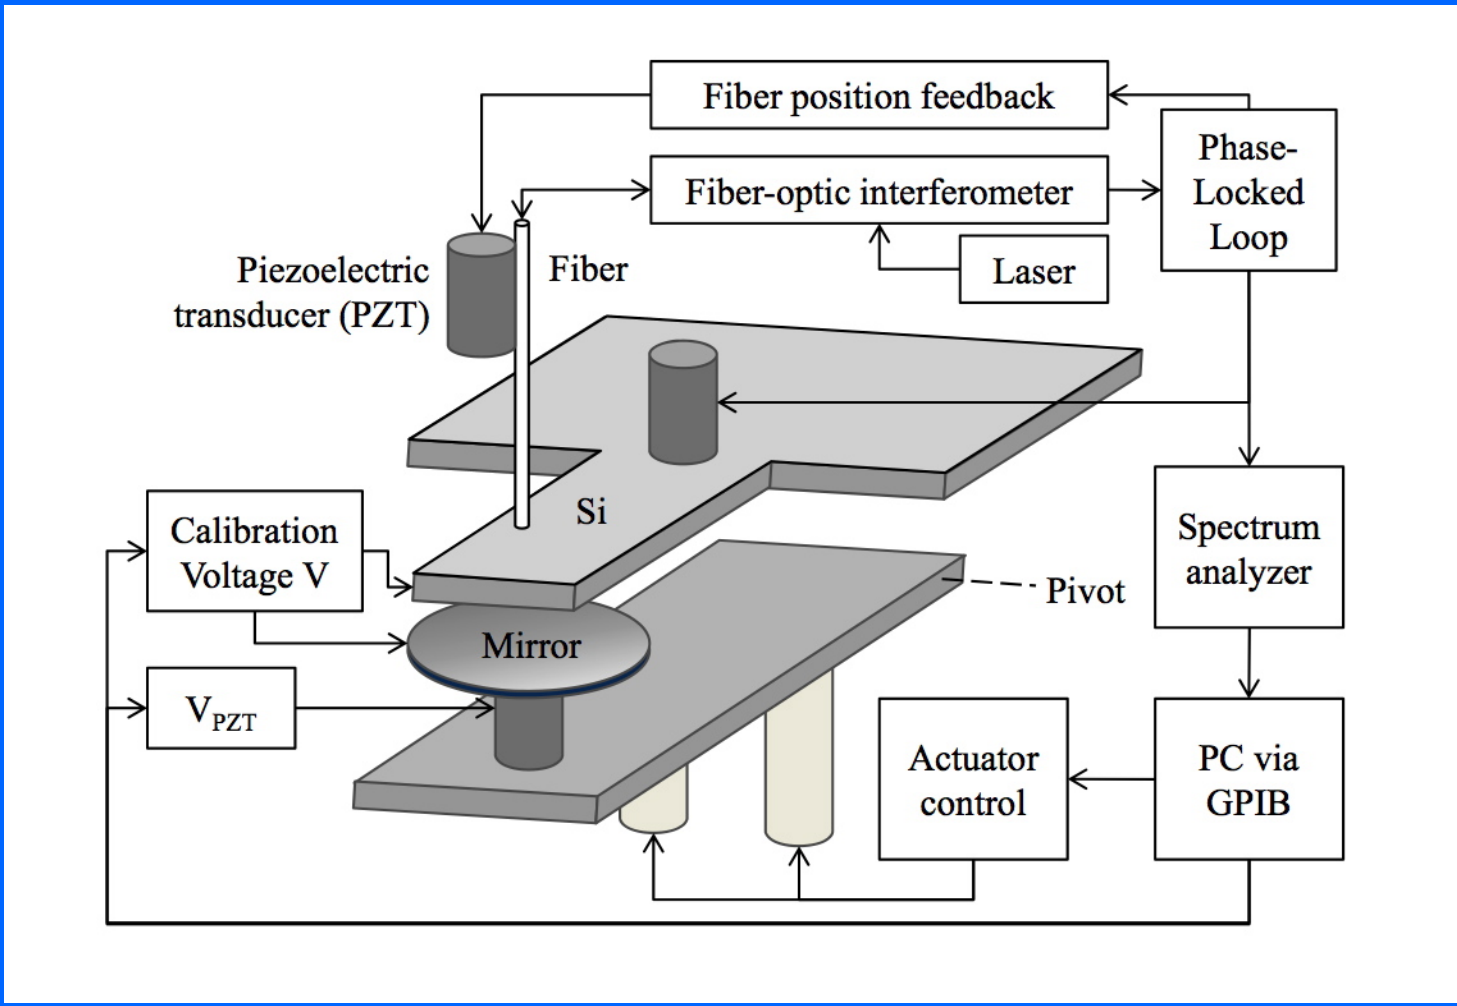 Fiber position feedback
Phase-
Locked
Loop
Fiber-optic interferometer
Laser
Piezoelectric
transducer (PZT)
Fiber
Si
Calibration
Voltage V
Spectrum
analyzer
Pivot
Mirror
V_PZT
Actuator
control
PC via
GPIB